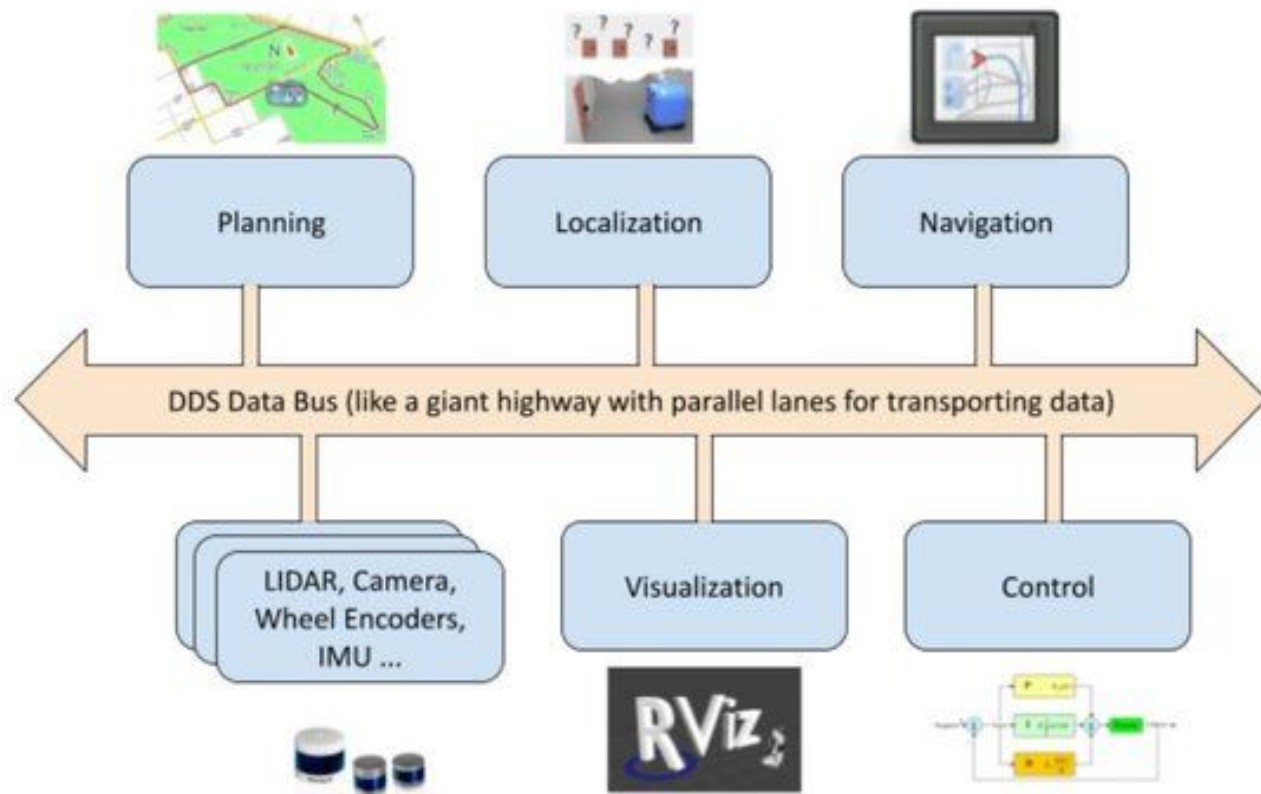 N
? ? ? ? ?
Planning
Localization
Navigation
DDS Data Bus (like a giant highway with parallel lanes for transporting data)
LIDAR, Camera,
Wheel Encoders,
IMU ...
Visualization
Control
RViz
P
I